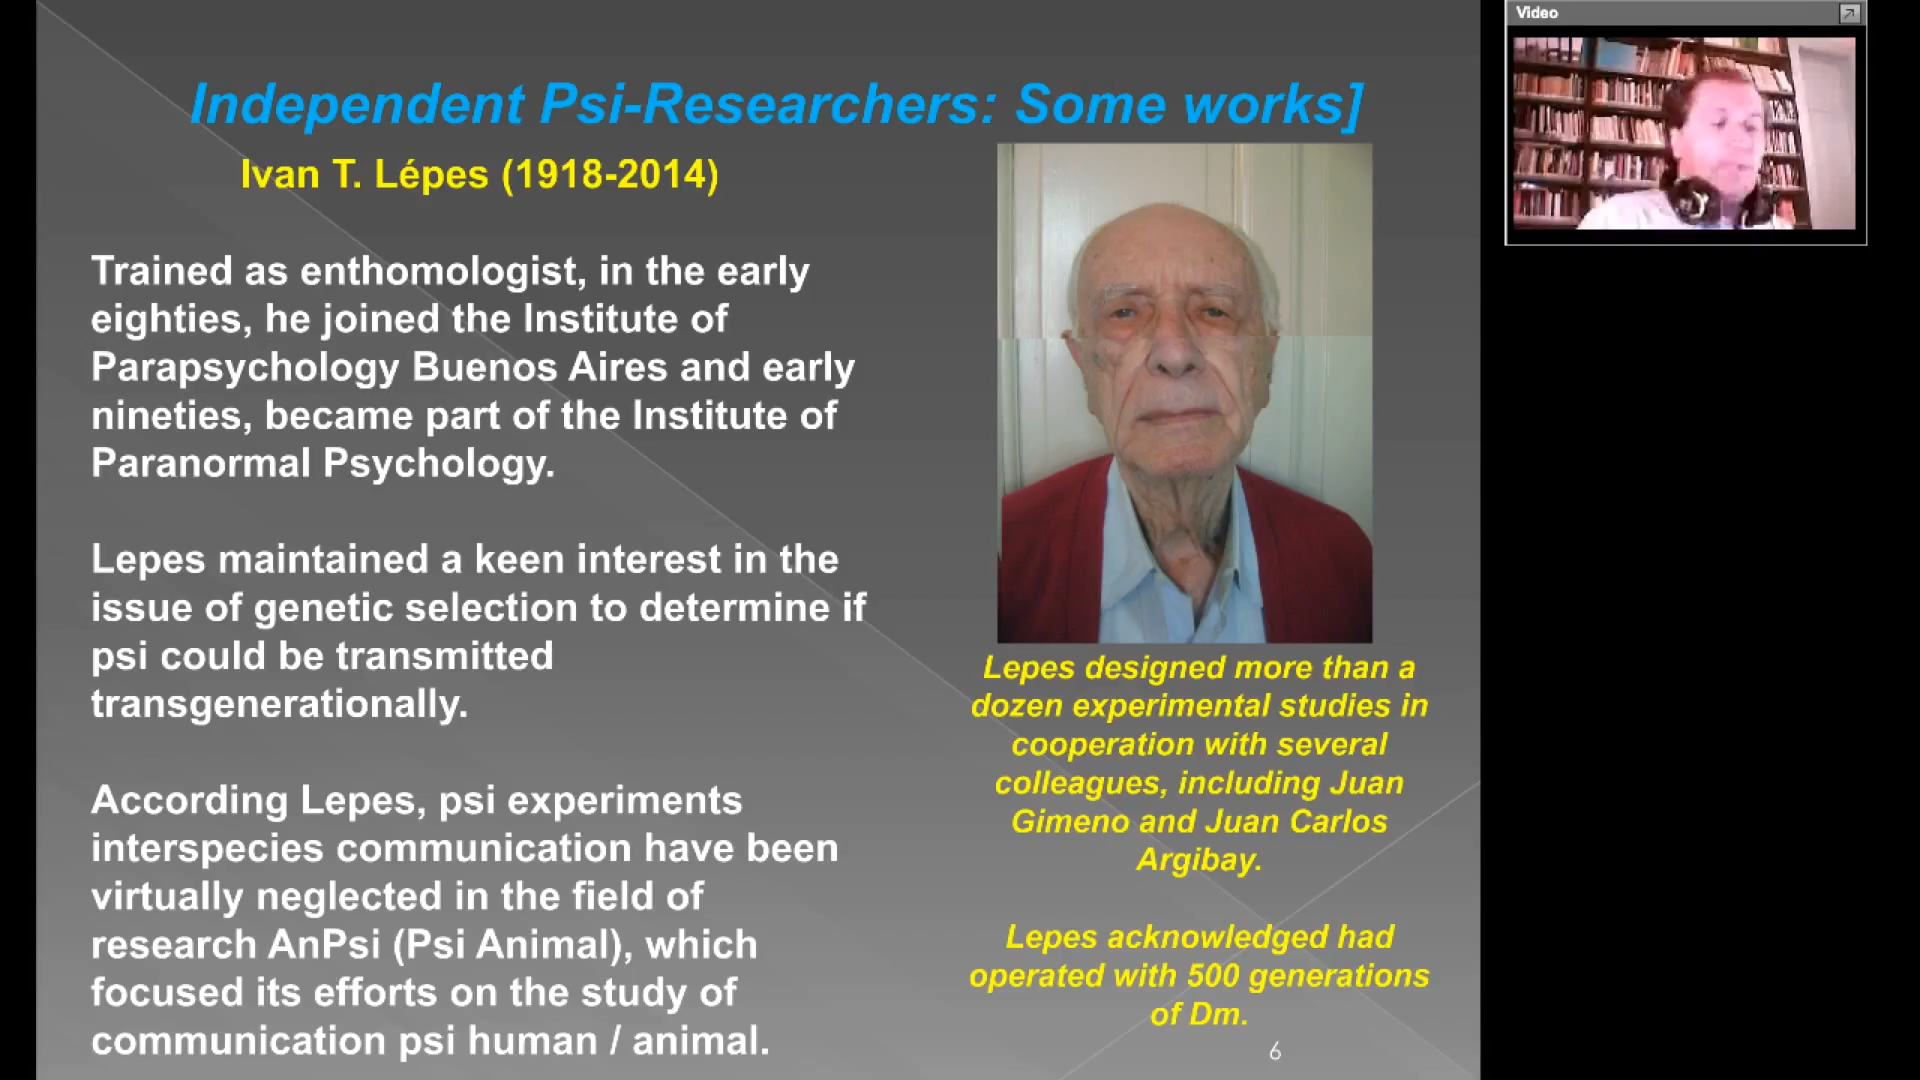 Independent Psi-Researchers: Some works]
Ivan T. Lépes (1918-2014)
Trained as enthomologist, in the early
eighties, he joined the Institute of
Parapsychology Buenos Aires and early
nineties, became part of the Institute of
Paranormal Psychology.
Lepes maintained a keen interest in the
issue of genetic selection to determine if
psi could be transmitted
transgenerationally.
According Lepes, psi experiments
interspecies communication have been
virtually neglected in the field of
research AnPsi (Psi Animal), which
focused its efforts on the study of
communication psi human / animal.
Lepes designed more than a
dozen experimental studies in
cooperation with several
colleagues, including Juan
Gimeno and Juan Carlos
Argibay.
Lepes acknowledged had
operated with 500 generations
of Dm.
6
Video